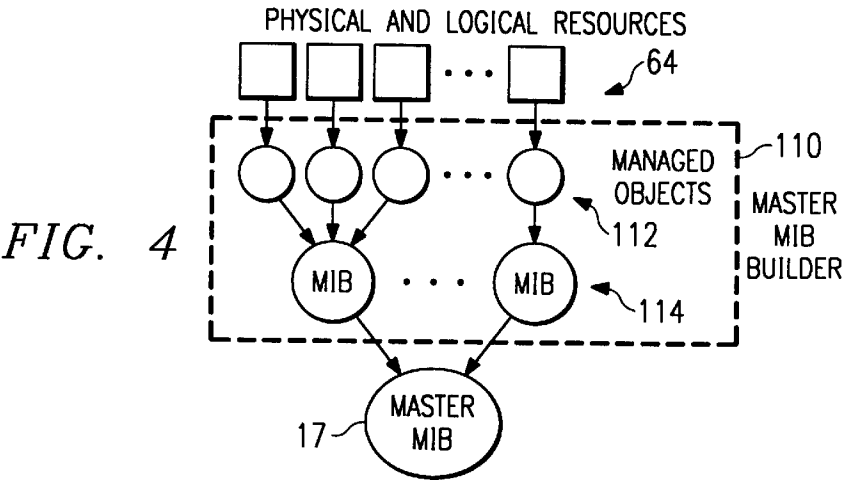 PHYSICAL AND LOGICAL RESOURCES
64
110
MANAGED
OBJECTS
MASTER
MIB
BUILDER
112
FIG. 4
MIB
MIB
114
MASTER
MIB
17